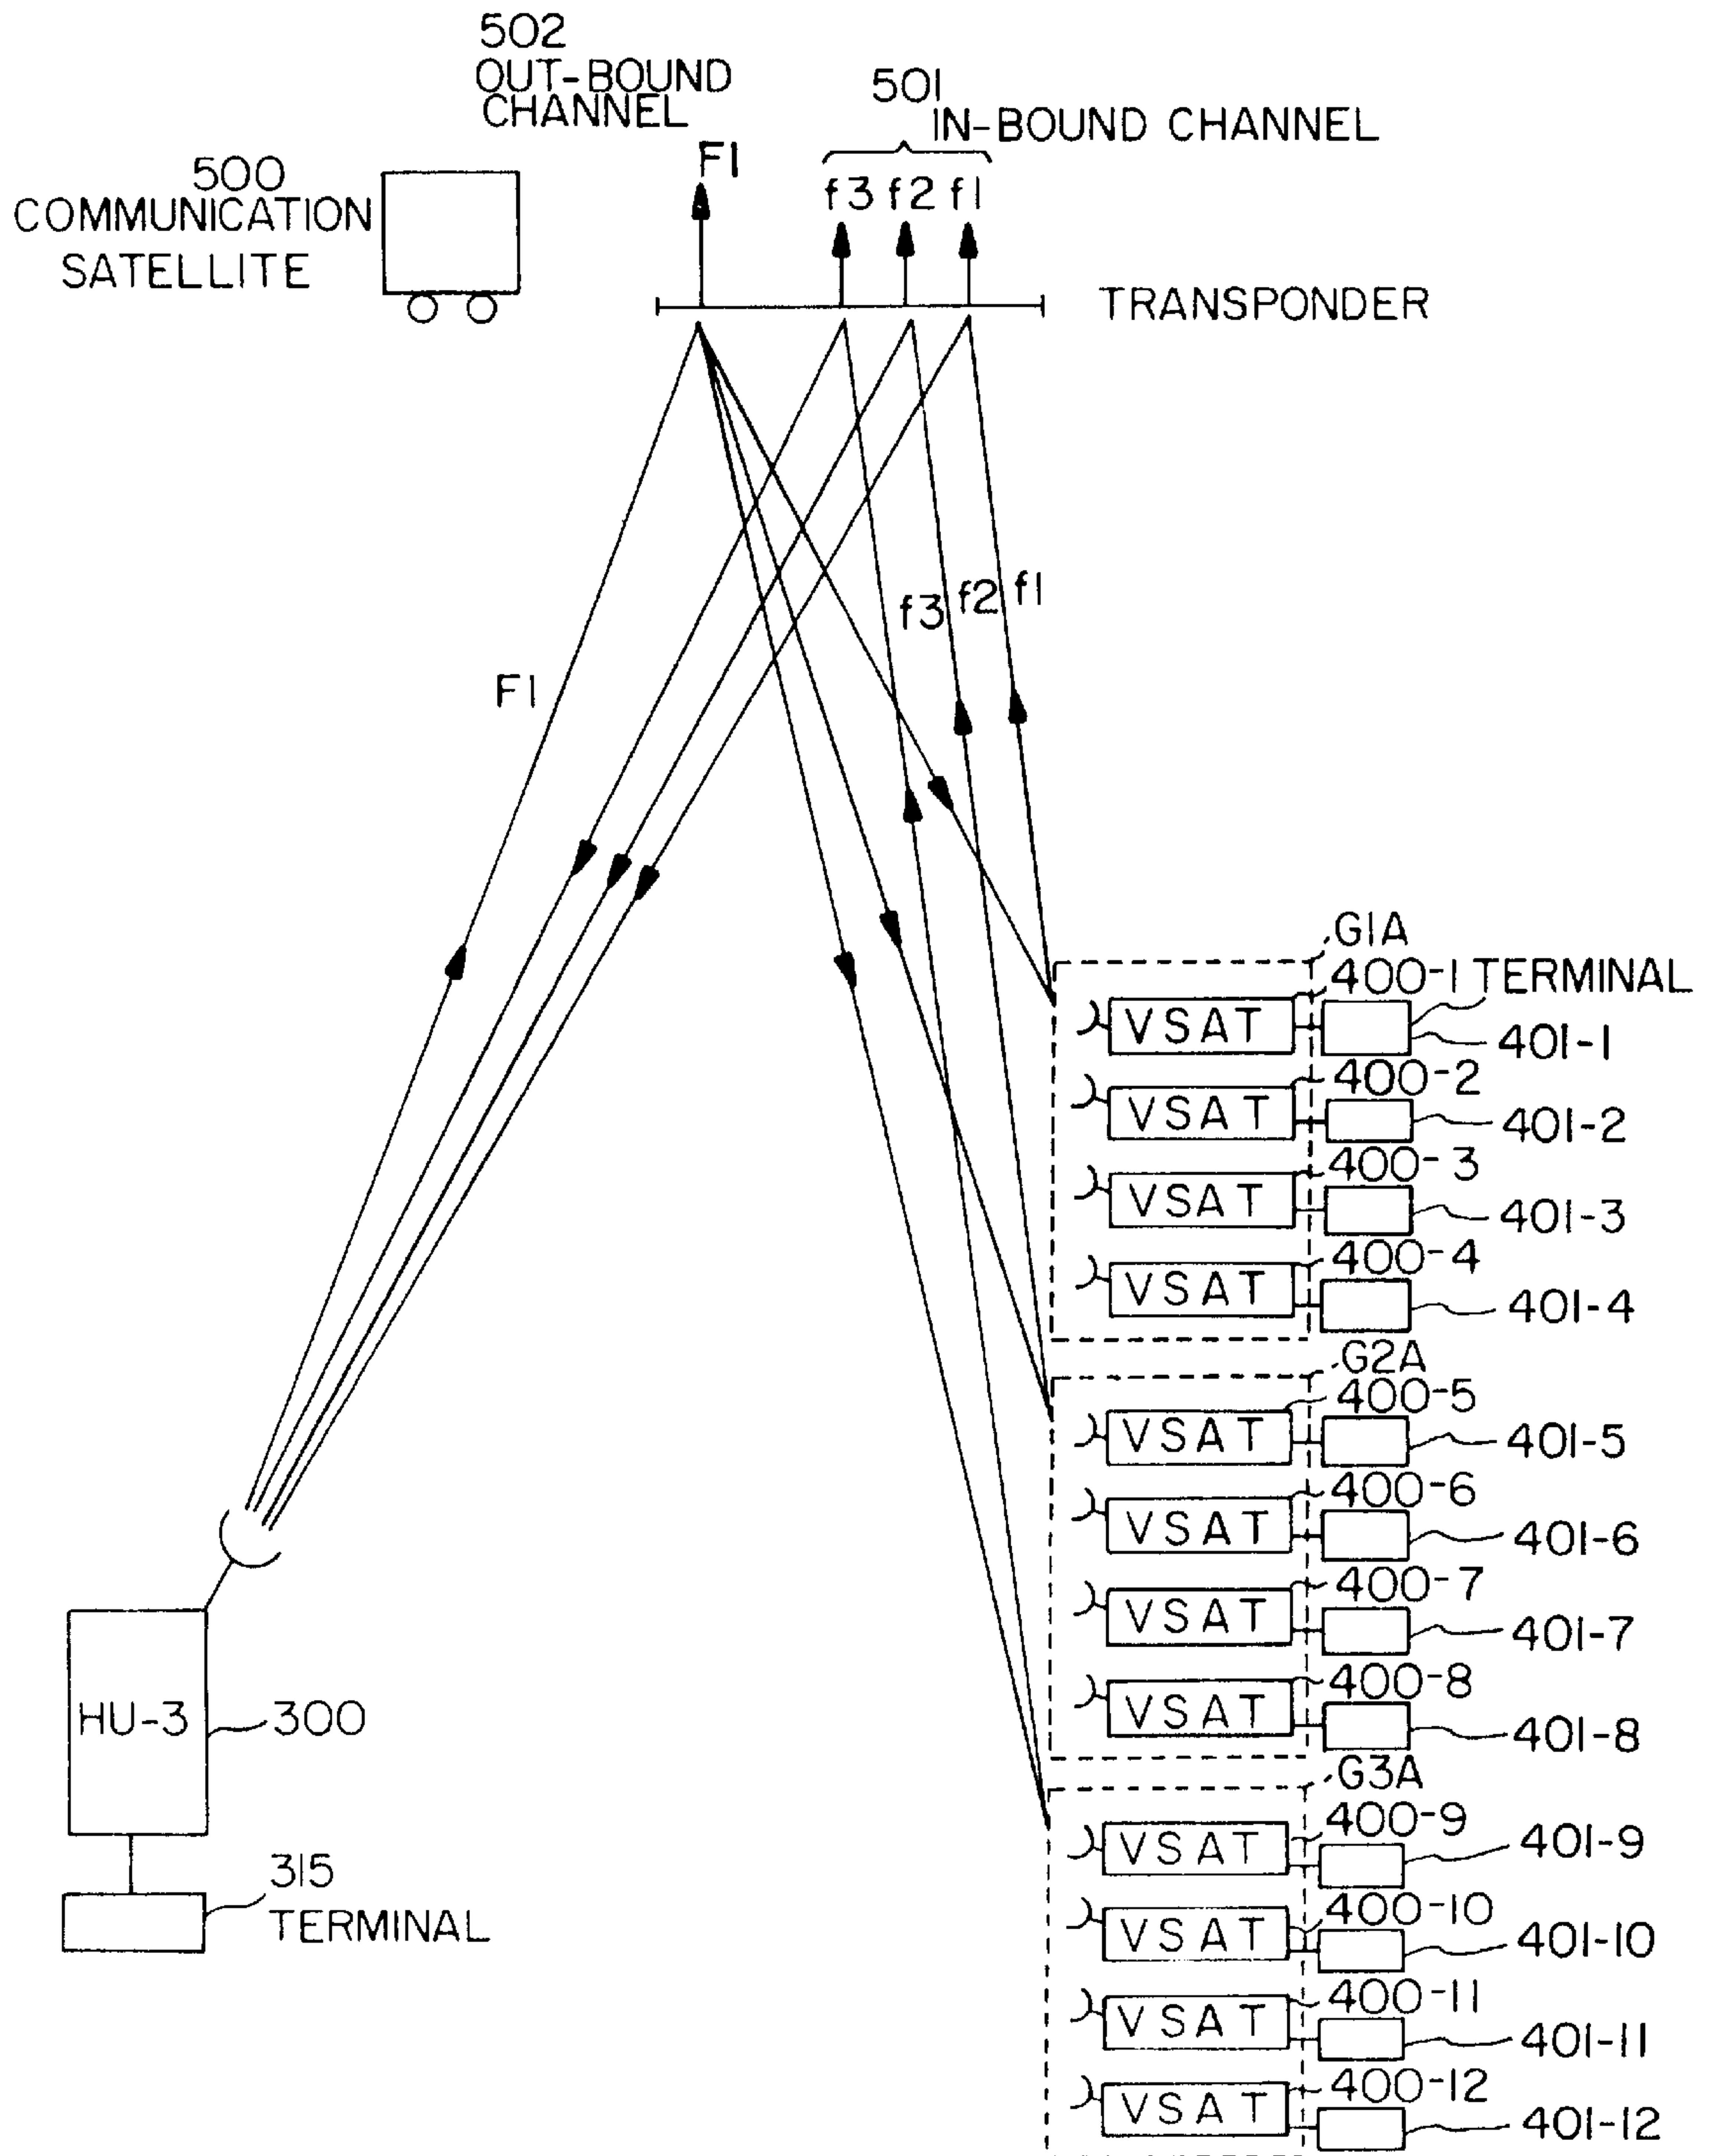 502
OUT-BOUND
CHANNEL
501
IN-BOUND CHANNEL
F1
f3 f2 f1
500
COMMUNICATION
SATELLITE
TRANSPONDER
f3 f2 f1
F1
G1A
400-1 TERMINAL
VSAT
401-1
400-2
VSAT
401-2
400-3
VSAT
401-3
400-4
VSAT
401-4
G2A
400-5
VSAT
401-5
400-6
VSAT
401-6
400-7
VSAT
401-7
400-8
VSAT
401-8
HU-3
300
G3A
400-9
VSAT
401-9
315
TERMINAL
400-10
VSAT
401-10
400-11
VSAT
401-11
400-12
VSAT
401-12